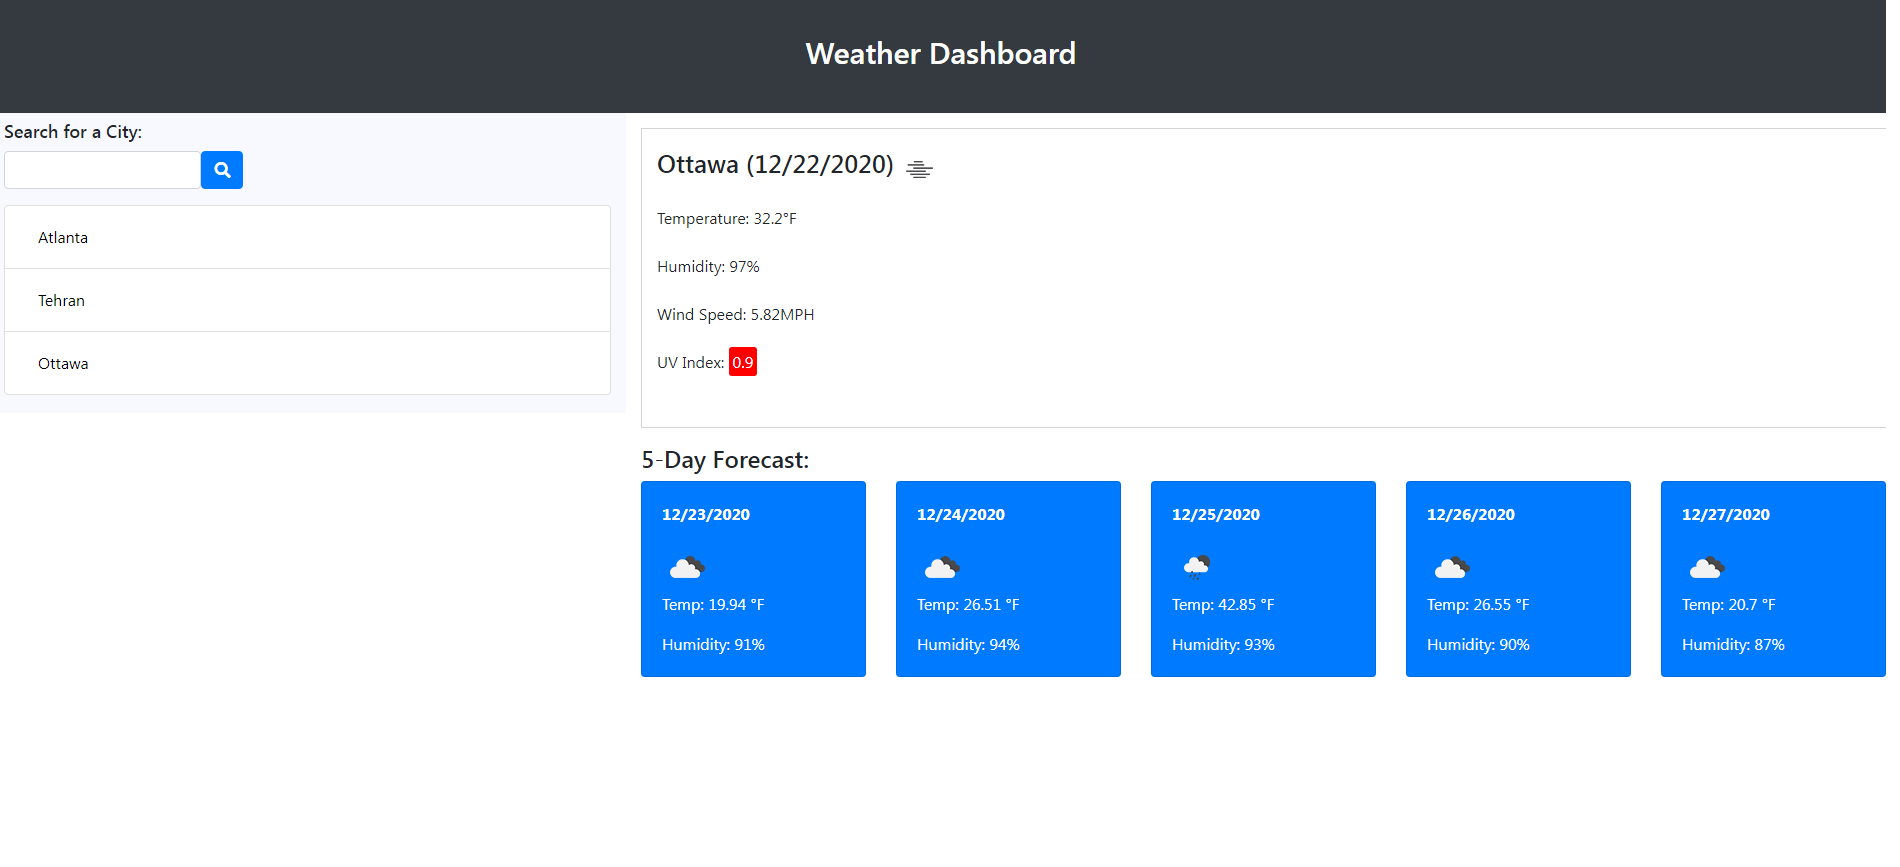 Weather Dashboard
Search for a City:
Atlanta
Tehran
Ottawa
Ottawa (12/22/2020)
Temperature: 32.2°F
Humidity: 97%
Wind Speed: 5.82MPH
UV Index: 0.9
5-Day Forecast:
12/23/2020
Temp: 19.94 °F
Humidity: 91%
12/24/2020
Temp: 26.51 °F
Humidity: 94%
12/25/2020
Temp: 42.85 °F
Humidity: 93%
12/26/2020
Temp: 26.55 °F
Humidity: 90%
12/27/2020
Temp: 20.7 °F
Humidity: 87%